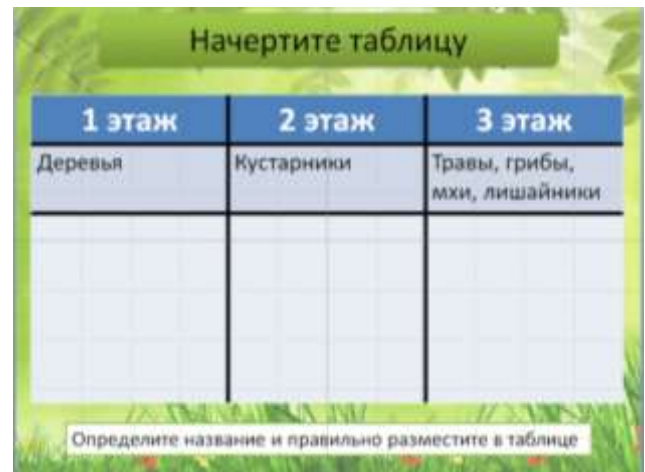 Начертите таблицу
1 этаж 2 этаж 3 этаж
Деревья Кустарники Травы, грибы,
мхи, лишайники
Определите название и правильно разместите в таблице